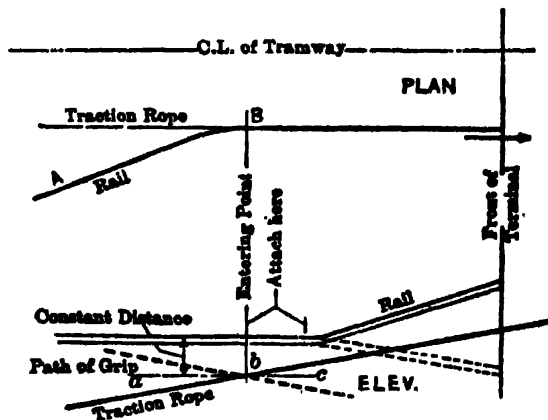 C.L. of Tramway
PLAN
Traction Rope
B
A
Rail
Entering Point
Attach here
Front of
Terminal
Rail
Constant Distance
Path of Grip
a
b
c
ELEV.
Traction Rope